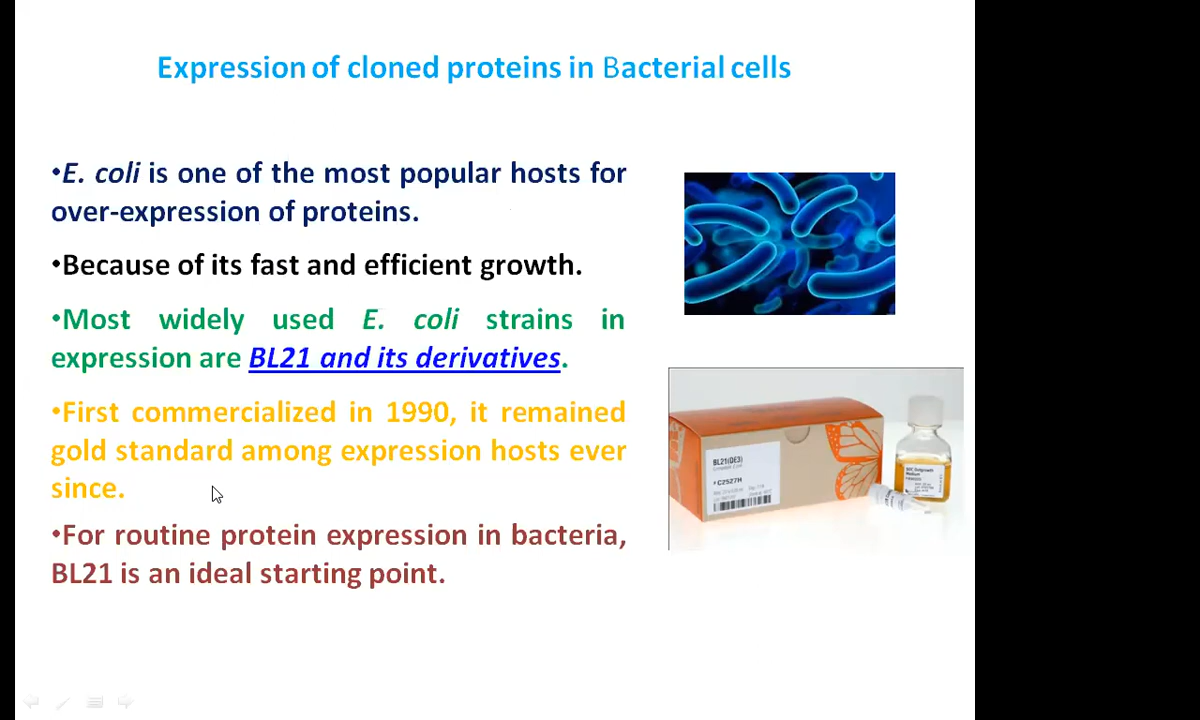 Expression of cloned proteins in Bacterial cells
•E. coli is one of the most popular hosts for
over-expression of proteins.
•Because of its fast and efficient growth.
•Most widely used E. coli strains in
expression are BL21 and its derivatives.
•First commercialized in 1990, it remained
gold standard among expression hosts ever
since.
•For routine protein expression in bacteria,
BL21 is an ideal starting point.
BL21(DE3)
C2527H